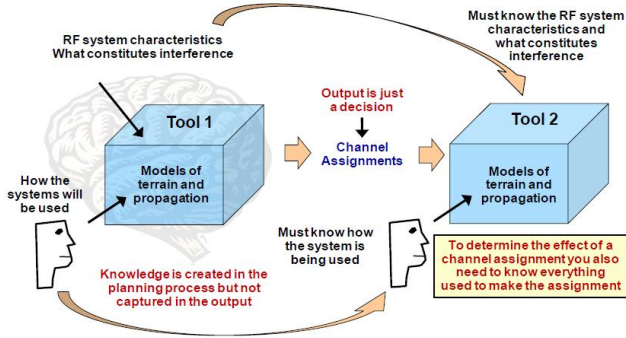 RF system characteristics
What constitutes interference
Must know the RF system
characteristics and
what constitutes
interference
Tool 1
Output is just
a decision
Tool 2
Models of
terrain and
propagation
Channel
Assignments
Models of
terrain and
propagation
How the
systems will
be used
Must know how
the system is
being used
Knowledge is created in the
planning process but not
captured in the output
To determine the effect of a
channel assignment you also
need to know everything
used to make the assignment